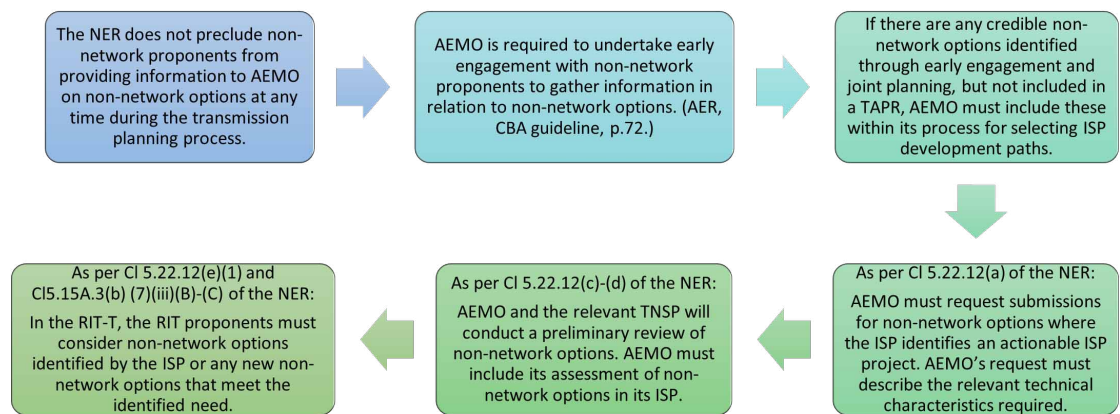 The NER does not preclude non-
network proponents from
providing information to AEMO
on non-network options at any
time during the transmission
planning process.
AEMO is required to undertake early
engagement with non-network
proponents to gather information in
relation to non-network options. (AER,
CBA guideline, p.72.)
If there are any credible non-
network options identified
through early engagement and
joint planning, but not included in
a TAPR, AEMO must include these
within its process for selecting ISP
development paths.
As per Cl 5.22.12(a) of the NER:
AEMO must request submissions
for non-network options where
the ISP identifies an actionable ISP
project. AEMO’s request must
describe the relevant technical
characteristics required.
As per Cl 5.22.12(c-d) of the NER:
AEMO and the relevant TNSP will
conduct a preliminary review of
non-network options. AEMO must
include its assessment of non-
network options in its ISP.
As per Cl 5.22.12(e)(1) and
Cl5.15A.3(b) (7)(iii)(B)-(C) of the NER:
In the RIT-T, the RIT proponents must
consider non-network options
identified by the ISP or any new non-
network options that meet the
identified need.